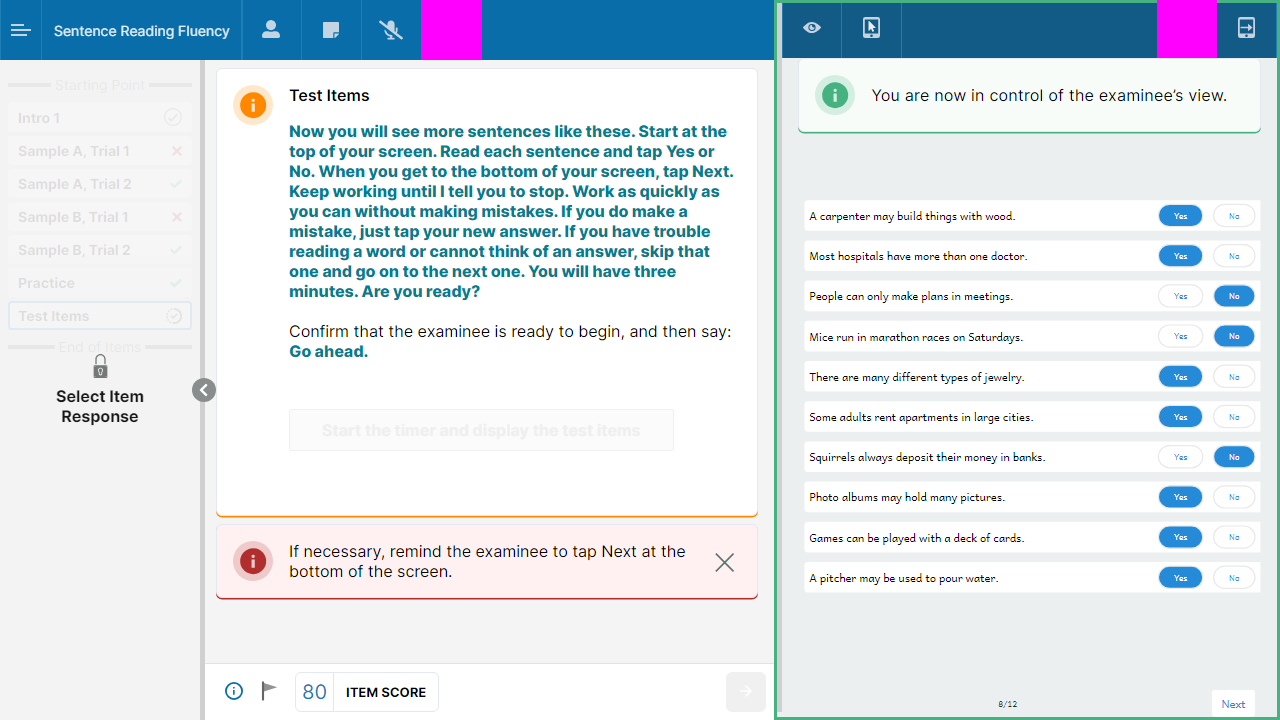 Sentence Reading Fluency
Starting Point
Intro 1
Sample A, Trial 1
Sample A, Trial 2
Sample B, Trial 1
Sample B, Trial 2
Practice
Test Items
End of Items
Select Item
Response
Test Items
Now you will see more sentences like these. Start at the
top of your screen. Read each sentence and tap Yes or
No. When you get to the bottom of your screen, tap Next.
Keep working until I tell you to stop. Work as quickly as
you can without making mistakes. If you do make a
mistake, just tap your new answer. If you have trouble
reading a word or cannot think of an answer, skip that
one and go on to the next one. You will have three
minutes. Are you ready?
Confirm that the examinee is ready to begin, and then say:
Go ahead.
Start the timer and display the test items
If necessary, remind the examinee to tap Next at the
bottom of the screen.
80 ITEM SCORE
You are now in control of the examinee's view.
A carpenter may build things with wood. Yes No
Most hospitals have more than one doctor. Yes No
People can only make plans in meetings. Yes No
Mice run in marathon races on Saturdays. Yes No
There are many different types of jewelry. Yes No
Some adults rent apartments in large cities. Yes No
Squirrels always deposit their money in banks. Yes No
Photo albums may hold many pictures. Yes No
Games can be played with a deck of cards. Yes No
A pitcher may be used to pour water. Yes No
8/12
Next